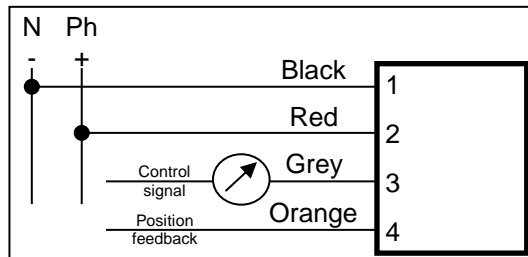 N Ph
- +
Black 1
Red 2
Control signal Grey 3
Position feedback Orange 4